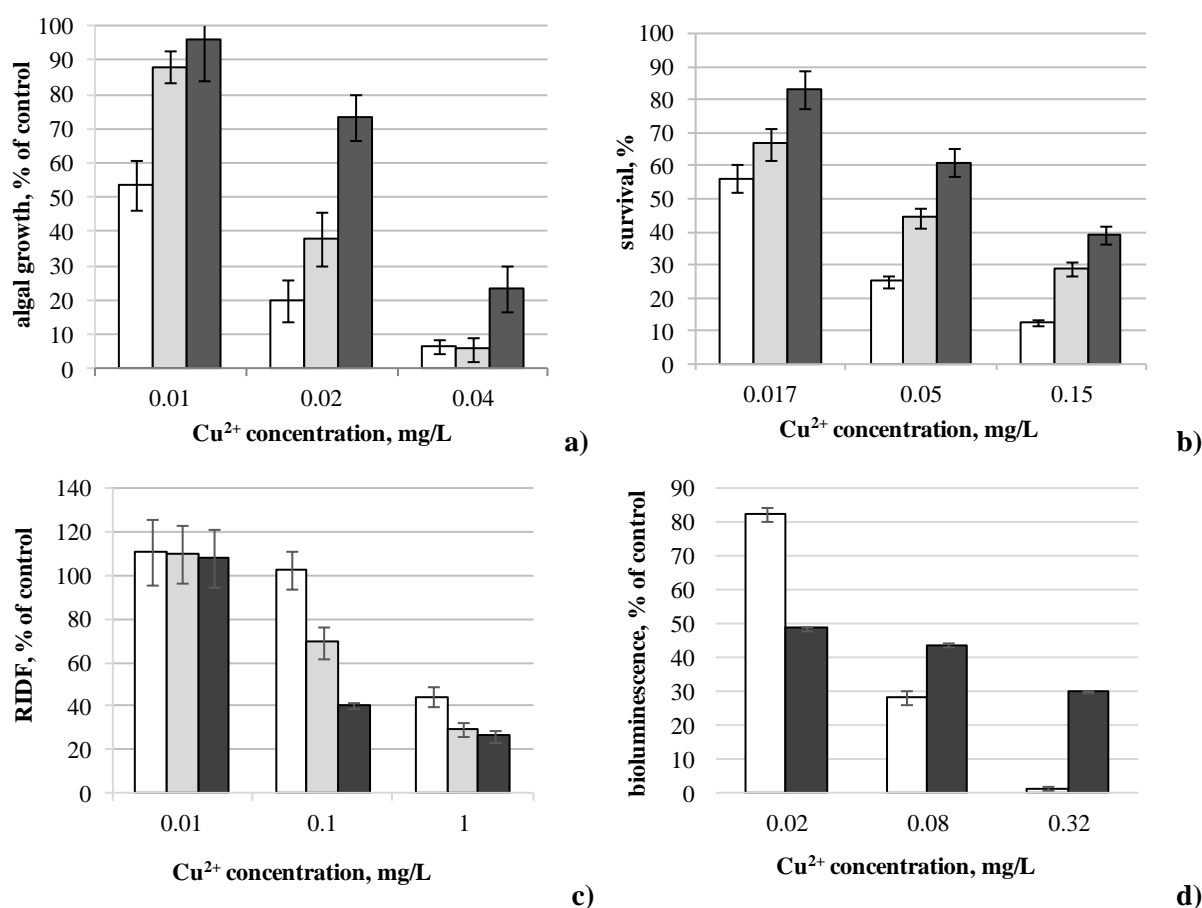 algal growth, % of control
100
90
80
70
60
50
40
30
20
10
0
0.01 0.02 0.04
Cu²⁺ concentration, mg/L
a)
survival, %
100
90
80
70
60
50
40
30
20
10
0
0.017 0.05 0.15
Cu²⁺ concentration, mg/L
b)
RIDF, % of control
140
120
100
80
60
40
20
0
0.01 0.1 1
Cu²⁺ concentration, mg/L
c)
bioluminescence, % of control
90
80
70
60
50
40
30
20
10
0
0.02 0.08 0.32
Cu²⁺ concentration, mg/L
d)